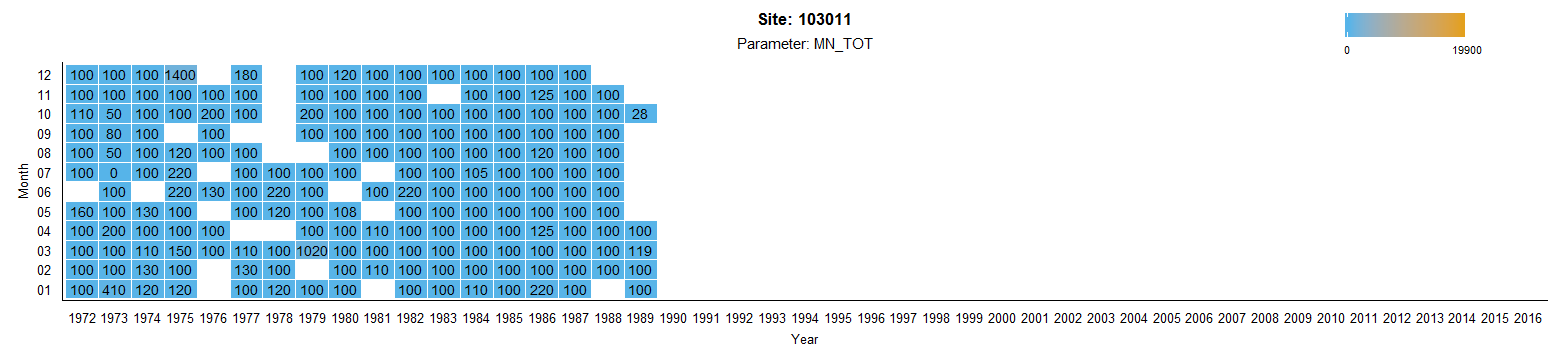 Site: 103011
Parameter: MN_TOT
0 19900
12 100 100 100 1400 180 100 120 100 100 100 100 100 100 100
11 100 100 100 100 100 100 100 100 100 100 100 100 125 100 100
10 110 50 100 100 200 100 200 100 100 100 100 100 100 100 100 100 28
09 100 80 100 100 100 100 100 100 100 100 100 100 100 100
08 100 50 100 120 100 100 100 100 100 100 100 100 120 100 100
07 100 0 100 220 100 100 100 100 100 100 105 100 100 100 100
06 100 220 130 100 220 100 100 220 100 100 100 100 100 100
05 160 100 130 100 100 120 100 108 100 100 100 100 100 100 100
04 100 200 100 100 100 100 100 110 100 100 100 100 125 100 100 100
03 100 100 110 150 100 110 100 1020 100 100 100 100 100 100 100 100 100 119
02 100 100 130 100 130 100 100 110 100 100 100 100 100 100 100 100
01 100 410 120 120 100 120 100 100 100 100 110 100 220 100 100
Month
1972 1973 1974 1975 1976 1977 1978 1979 1980 1981 1982 1983 1984 1985 1986 1987 1988 1989 1990 1991 1992 1993 1994 1995 1996 1997 1998 1999 2000 2001 2002 2003 2004 2005 2006 2007 2008 2009 2010 2011 2012 2013 2014 2015 2016
Year